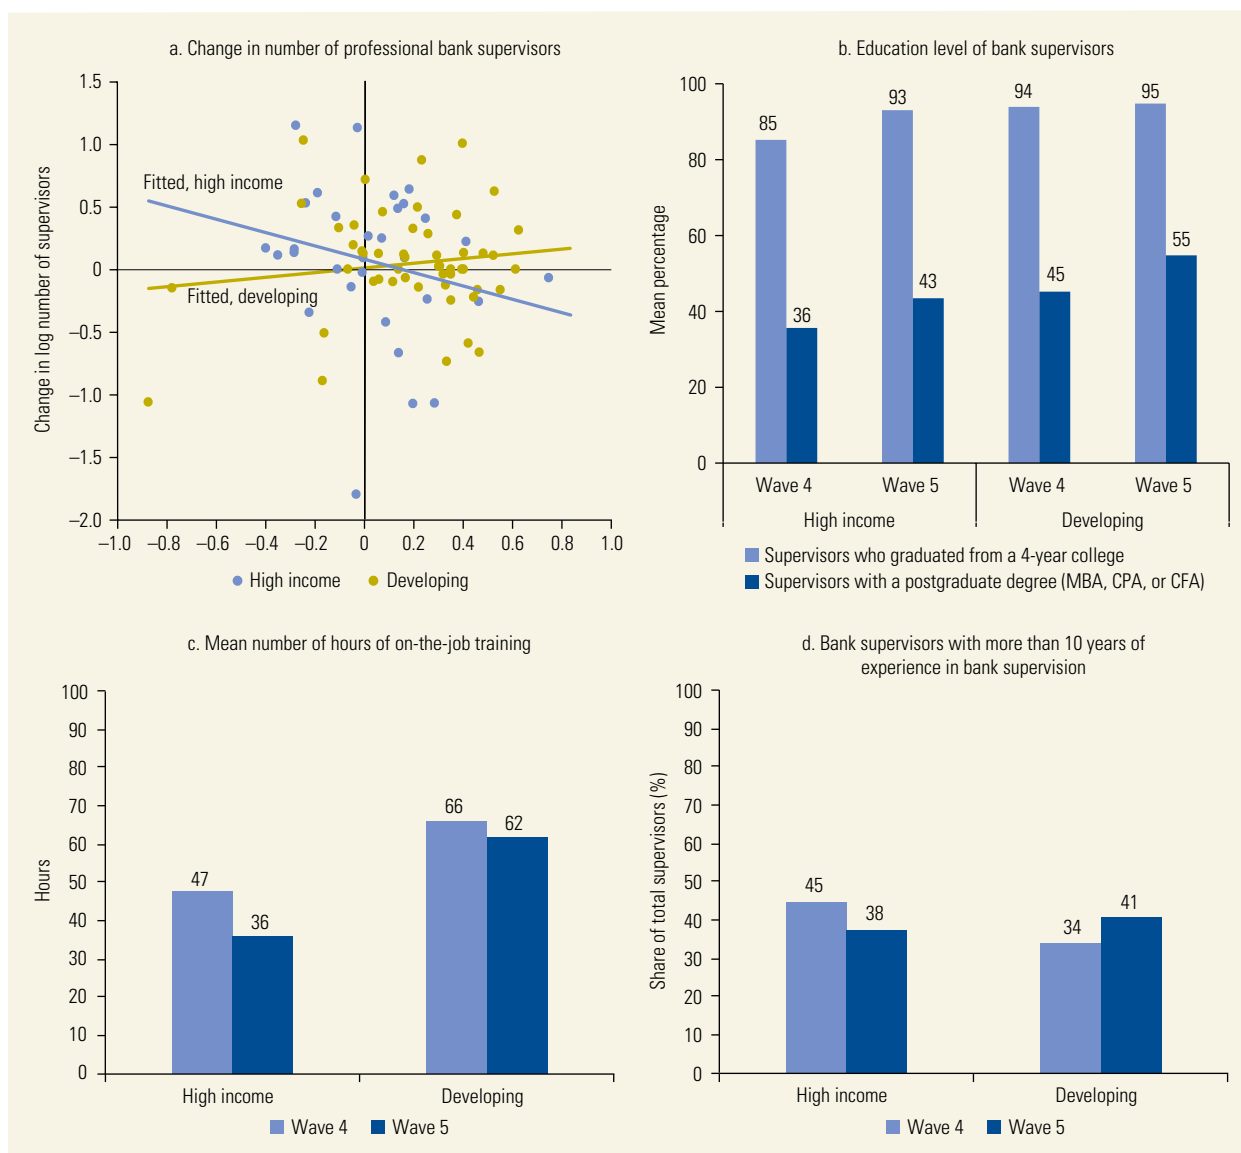 a. Change in number of professional bank supervisors
1.5
1.0
0.5
0
–0.5
–1.0
–1.5
–2.0
Change in log number of supervisors
Fitted, high income
Fitted, developing
–1.0 –0.8 –0.6 –0.4 –0.2 0 0.2 0.4 0.6 0.8 1.0
High income Developing
b. Education level of bank supervisors
100
80
60
40
20
0
Mean percentage
85
36
93
43
94
45
95
55
Wave 4 Wave 5 Wave 4 Wave 5
High income Developing
Supervisors who graduated from a 4-year college
Supervisors with a postgraduate degree (MBA, CPA, or CFA)
c. Mean number of hours of on-the-job training
100
90
80
70
60
50
40
30
20
10
0
Hours
47
36
66
62
High income Developing
Wave 4 Wave 5
d. Bank supervisors with more than 10 years of
experience in bank supervision
100
90
80
70
60
50
40
30
20
10
0
Share of total supervisors (%)
45
38
34
41
High income Developing
Wave 4 Wave 5